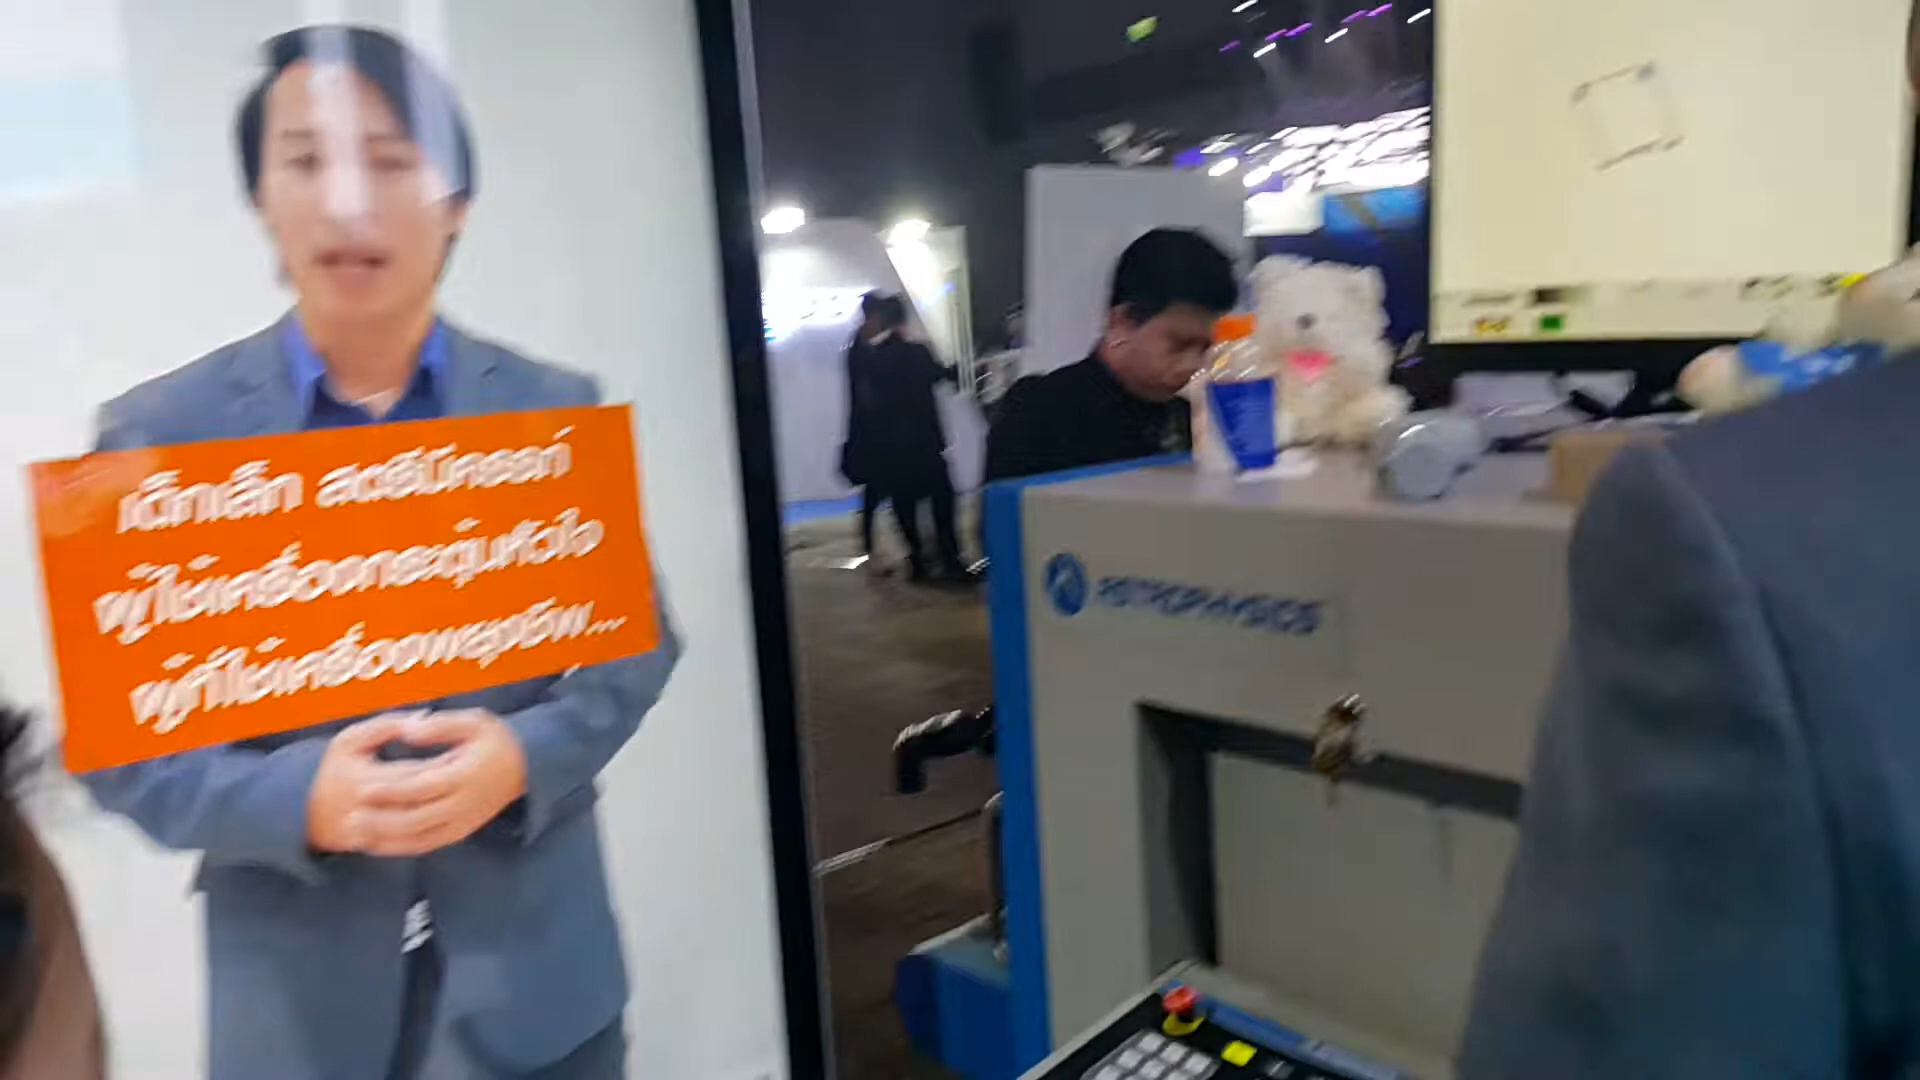 เด็กเล็ก สตรีมีครรภ์
ผู้ใช้เครื่องกระตุ้นหัวใจ
ผู้ที่ใช้เครื่องพยุงชีพ...
ASTROPHYSICS